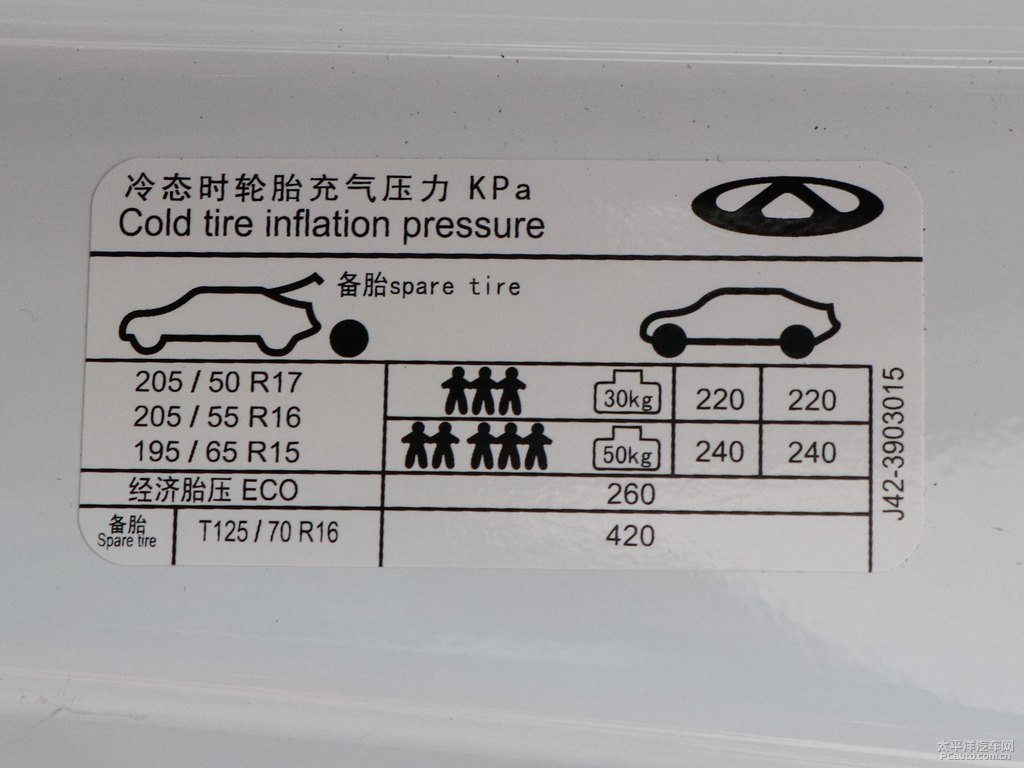 冷态时轮胎充气压力 KPa
Cold tire inflation pressure
备胎spare tire
205 / 50 R17
205 / 55 R16
195 / 65 R15
30kg
220
220
50kg
240
240
经济胎压 ECO
260
备胎
Spare tire
T125 / 70 R16
420
J42-3903015
太平洋汽车网
PCauto.com.cn